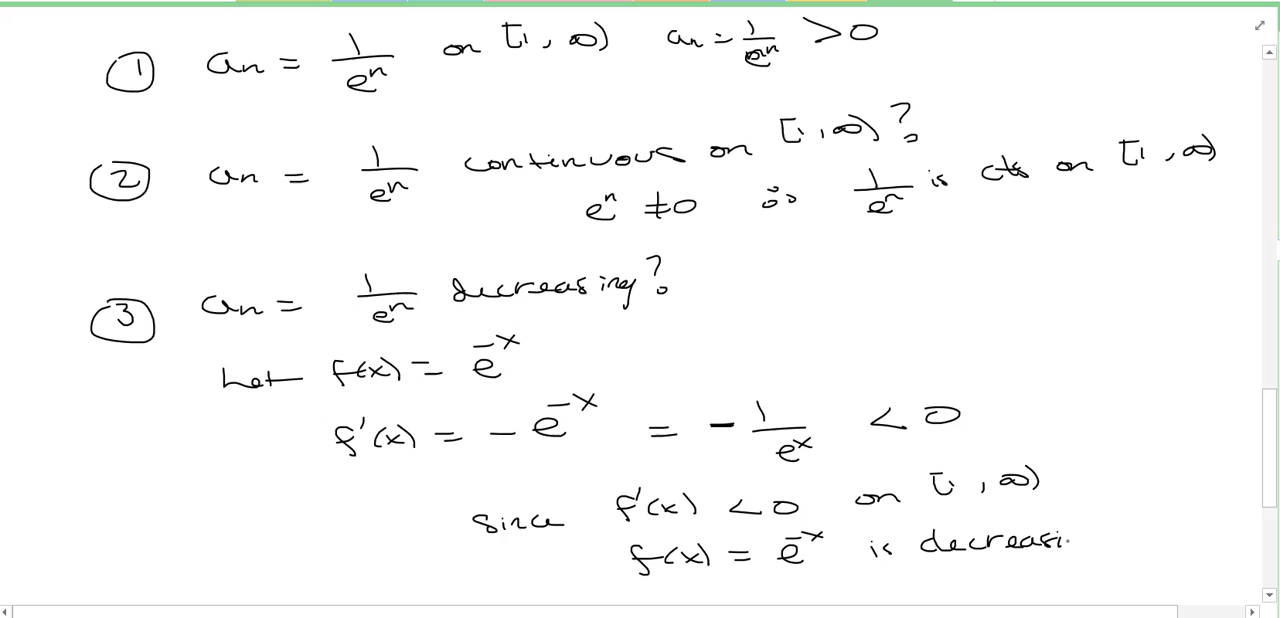 ① aₙ = 1/eⁿ on [1, ∞) aₙ = 1/eⁿ > 0
② aₙ = 1/eⁿ continuous on [1, ∞)?
eⁿ ≠ 0 ∴ 1/eⁿ is cts on [1, ∞)
③ aₙ = 1/eⁿ decreasing?
Let f(x) = e⁻ˣ
f'(x) = - e⁻ˣ = - 1/eˣ < 0
Since f'(x) < 0 on [1, ∞)
f(x) = e⁻ˣ is decreasi